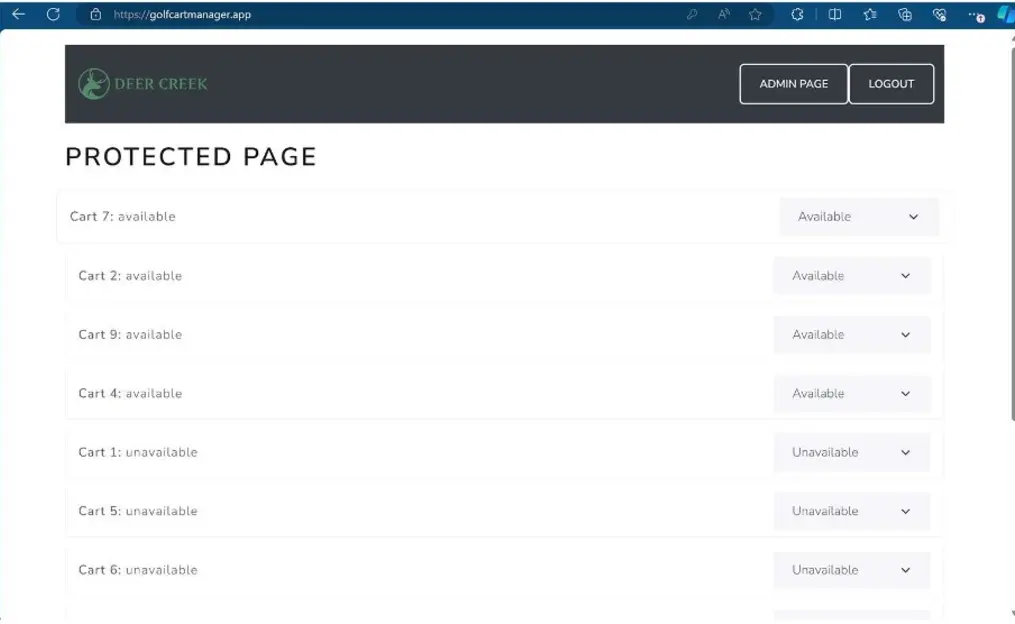 https://golfcartmanager.app
DEER CREEK
ADMIN PAGE
LOGOUT
PROTECTED PAGE
Cart 7: available
Available
Cart 2: available
Available
Cart 9: available
Available
Cart 4: available
Available
Cart 1: unavailable
Unavailable
Cart 5: unavailable
Unavailable
Cart 6: unavailable
Unavailable